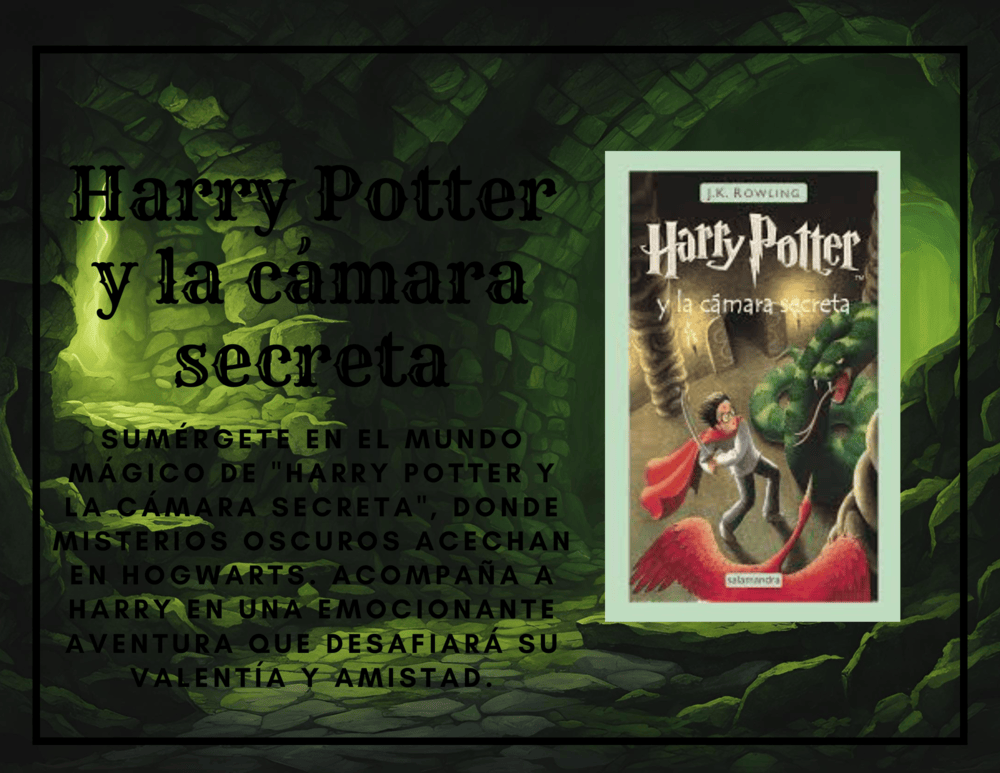 Harry Potter
y la cámara
secreta
SUMÉRGETE EN EL MUNDO
MÁGICO DE "HARRY POTTER Y
LA CÁMARA SECRETA", DONDE
MISTERIOS OSCUROS ACECHAN
EN HOGWARTS. ACOMPAÑA A
HARRY EN UNA EMOCIONANTE
AVENTURA QUE DESAFIARÁ SU
VALENTÍA Y AMISTAD.
J.K. ROWLING
Harry Potter
TM
y la cámara secreta
salamandra